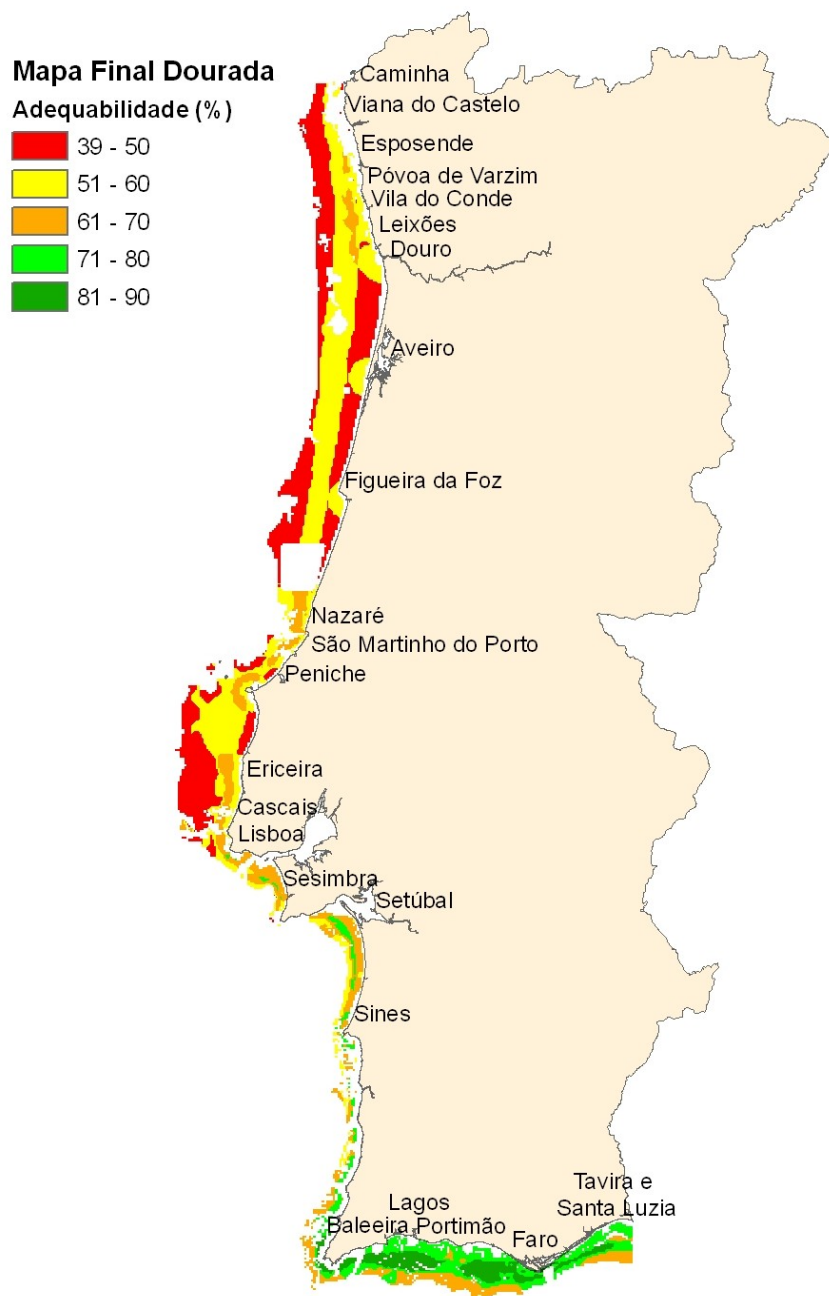 Mapa Final Dourada
Adequabilidade (%)
39 - 50
51 - 60
61 - 70
71 - 80
81 - 90
Caminha
Viana do Castelo
Esposende
Póvoa de Varzim
Vila do Conde
Leixões
Douro
Aveiro
Figueira da Foz
Nazaré
São Martinho do Porto
Peniche
Ericeira
Cascais
Lisboa
Sesimbra
Setúbal
Sines
Tavira e
Santa Luzia
Lagos
Baleeira Portimão
Faro